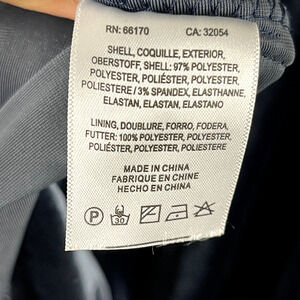 RN: 66170 CA: 32054
SHELL, COQUILLE, EXTERIOR,
OBERSTOFF, SHELL: 97% POLYESTER,
POLYESTER, POLIÉSTER, POLYESTER,
POLIESTERE / 3% SPANDEX, ELASTHANNE,
ELASTAN, ELASTAN, ELASTANO
LINING, DOUBLURE, FORRO, FODERA,
FUTTER: 100% POLYESTER, POLYESTER,
POLIÉSTER, POLYESTER, POLIESTERE
MADE IN CHINA
FABRIQUE EN CHINE
HECHO EN CHINA
P 30